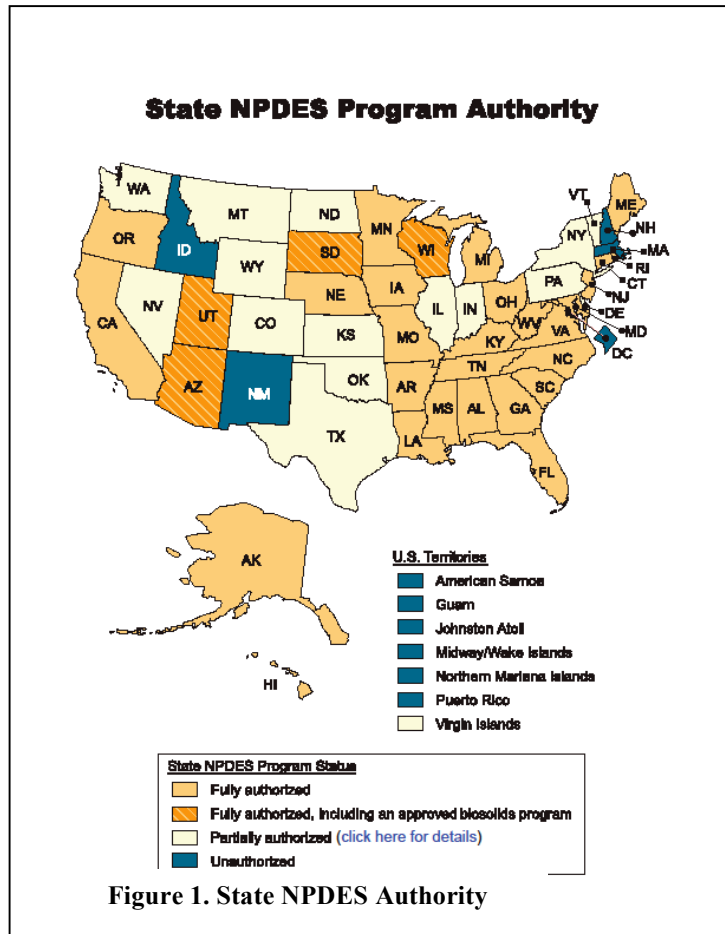 State NPDES Program Authority
WA
MT
ND
MN
VT
ME
NH
OR
ID
SD
WI
NY
MA
WY
MI
RI
CT
NV
NE
IA
PA
NJ
CA
UT
CO
IL
IN
OH
DE
KS
MO
WV
VA
MD
KY
DC
AZ
NM
OK
AR
TN
NC
SC
TX
MS
AL
GA
LA
FL
AK
HI
U.S. Territories
American Samoa
Guam
Johnston Atoll
Midway/Wake Islands
Northern Mariana Islands
Puerto Rico
Virgin Islands
State NPDES Program Status
Fully authorized
Fully authorized, including an approved biosolids program
Partially authorized (click here for details)
Unauthorized
Figure 1. State NPDES Authority